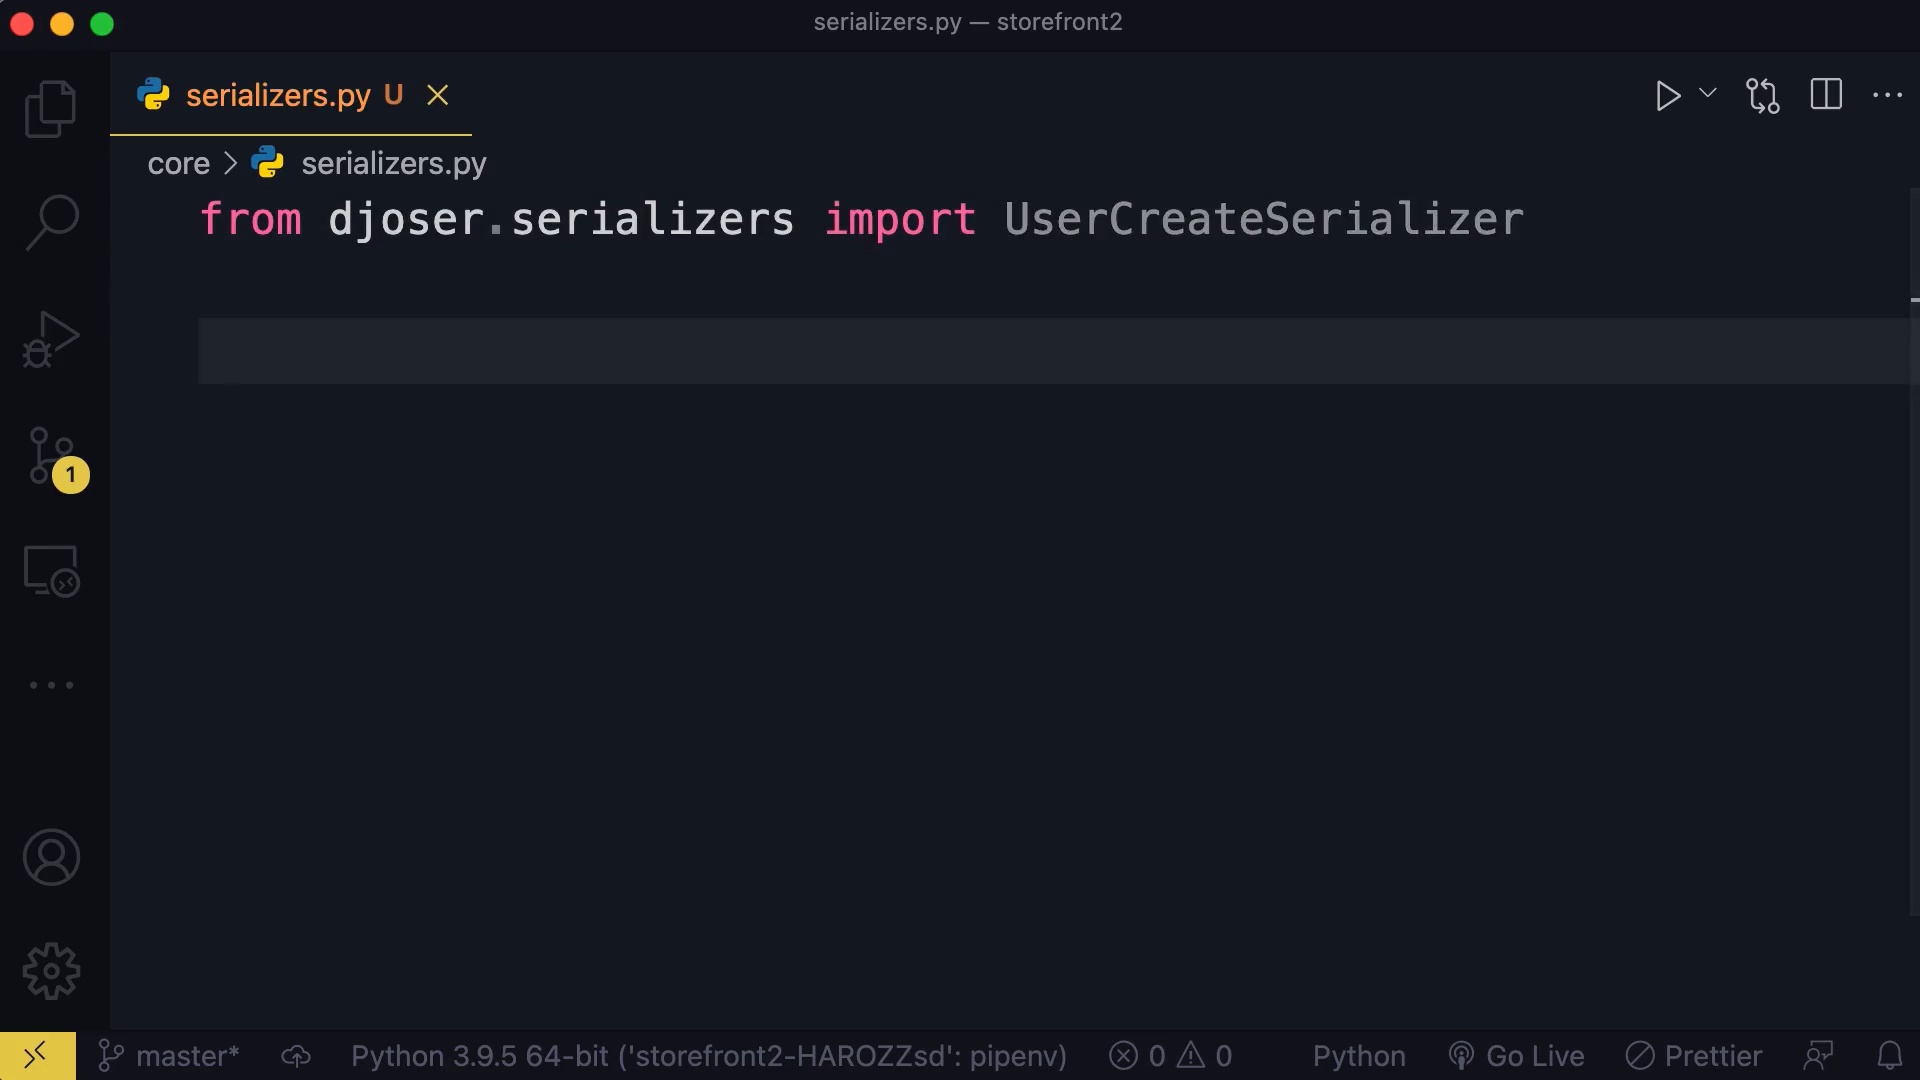 serializers.py — storefront2
serializers.py U
core > serializers.py
from djoser.serializers import UserCreateSerializer
1
master* Python 3.9.5 64-bit ('storefront2-HAROZZsd': pipenv) 0 0 Python Go Live Prettier